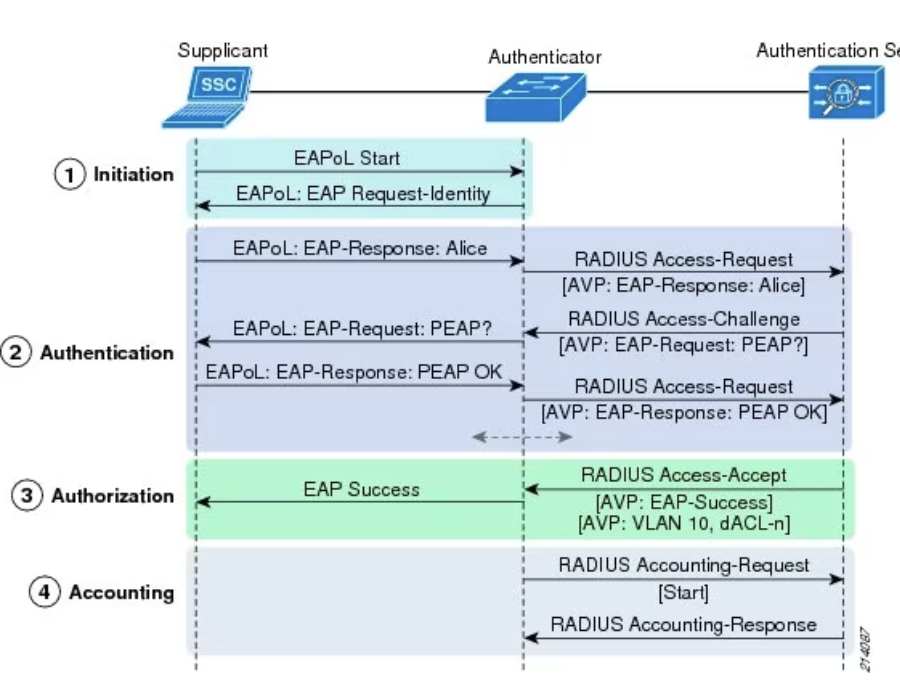 Supplicant
Authenticator
Authentication Se
SSC
1 Initiation
EAPoL Start
EAPoL: EAP Request-Identity
2 Authentication
EAPoL: EAP-Response: Alice
RADIUS Access-Request
[AVP: EAP-Response: Alice]
RADIUS Access-Challenge
[AVP: EAP-Request: PEAP?]
EAPoL: EAP-Request: PEAP?
EAPoL: EAP-Response: PEAP OK
RADIUS Access-Request
[AVP: EAP-Response: PEAP OK]
3 Authorization
RADIUS Access-Accept
[AVP: EAP-Success]
[AVP: VLAN 10, dACL-n]
EAP Success
4 Accounting
RADIUS Accounting-Request
[Start]
RADIUS Accounting-Response
214087